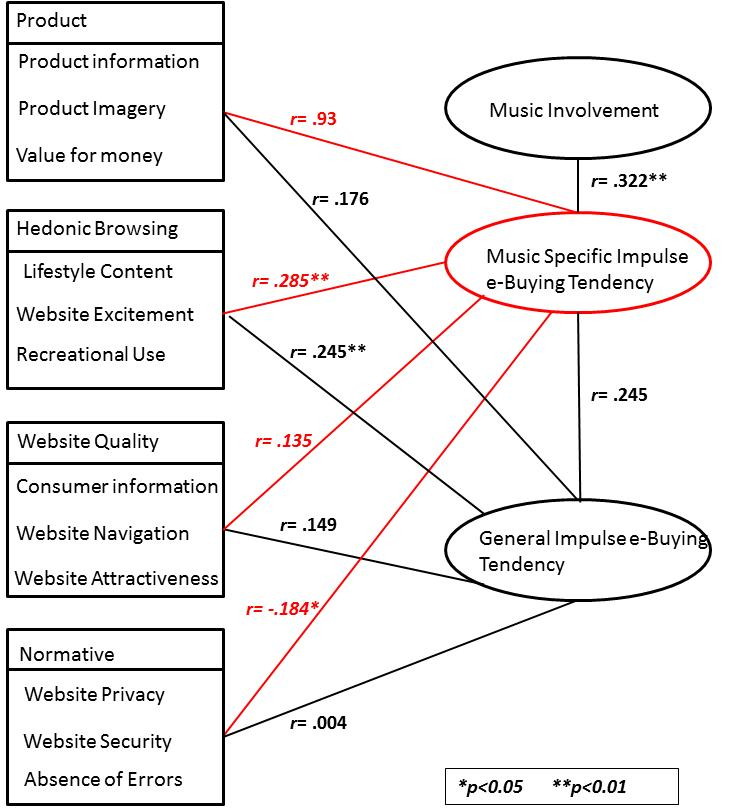 Product
Product information
Product Imagery
Value for money
Hedonic Browsing
Lifestyle Content
Website Excitement
Recreational Use
Website Quality
Consumer information
Website Navigation
Website Attractiveness
Normative
Website Privacy
Website Security
Absence of Errors
r= .93
r= .176
r= .285**
r= .245**
r= .135
r= .149
r= -.184*
r= .004
Music Involvement
r= .322**
Music Specific Impulse
e-Buying Tendency
r= .245
General Impulse e-Buying
Tendency
*p<0.05 **p<0.01